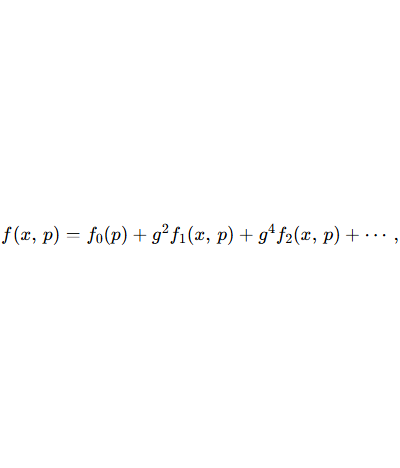 f(x, p) = f₀(p) + g²f₁(x, p) + g⁴f₂(x, p) + ⋯ ,